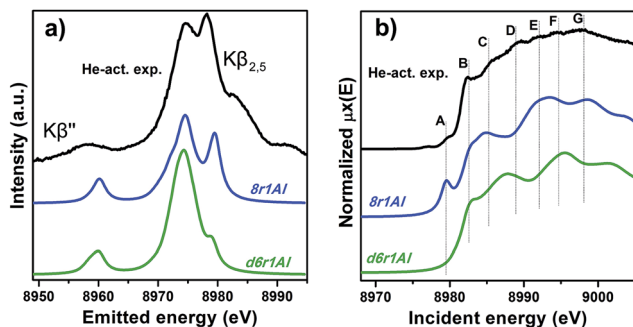 a)
He-act. exp.
Kβ2,5
Kβ"
8r1Al
d6r1Al
Intensity (a.u.)
8950 8960 8970 8980 8990
Emitted energy (eV)
b)
A B C D E F G
He-act. exp.
8r1Al
d6r1Al
Normalized μx(E)
8970 8980 8990 9000
Incident energy (eV)